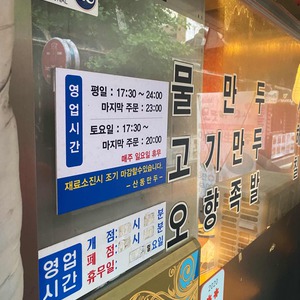 영업시간
평일 : 17:30 ~ 24:00
마지막 주문 : 23:00
토요일 : 17:30 ~
마지막 주문 : 20:00
매주 일요일 휴무
재료소진시 조기 마감할수있습니다.
- 산동만두 -
영업시간
개점: 시 분
폐점: 시 분
휴무일: 요일
물만두
고기만두
오향족발
2020